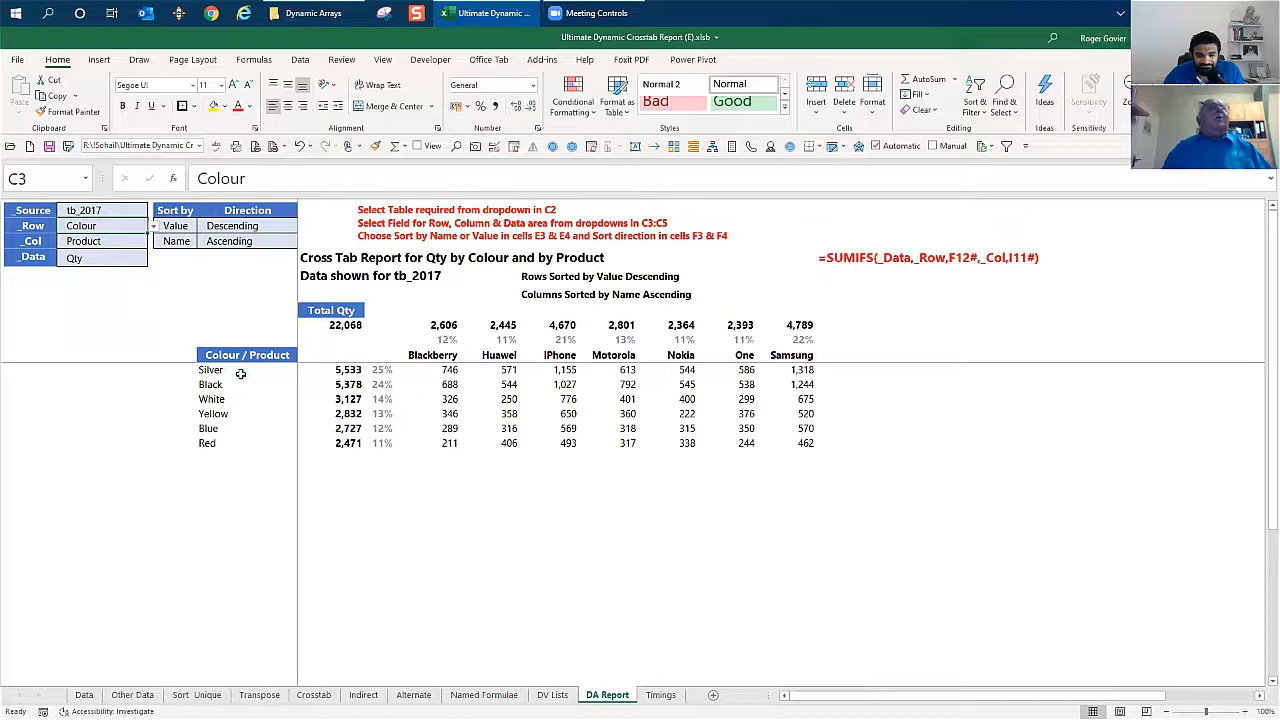 Dynamic Arrays
Ultimate Dynamic ...
Meeting Controls
Ultimate Dynamic Crosstab Report (E).xlsb
Roger Govier
File Home Insert Draw Page Layout Formulas Data Review View Developer Office Tab Add-ins Help Foxit PDF Power Pivot
Paste
Cut
Copy
Format Painter
Clipboard
Segoe UI 11
B I U
Font
Merge & Center
Alignment
General
Number
Conditional Formatting
Format as Table
Normal 2
Normal
Bad
Good
Styles
Insert
Delete
Format
Cells
AutoSum
Fill
Clear
Sort & Filter
Find & Select
Editing
Ideas
Ideas
Sensitivity
Sensitivity
R:\Sohail\Ultimate Dynamic Cr
View
Automatic
Manual
C3
Colour
_Source tb_2017 Sort by Direction
_Row Colour Value Descending
_Col Product Name Ascending
_Data Qty
Select Table required from dropdown in C2
Select Field for Row, Column & Data area from dropdowns in C3:C5
Choose Sort by Name or Value in cells E3 & E4 and Sort direction in cells F3 & F4
Cross Tab Report for Qty by Colour and by Product
=SUMIFS(_Data,_Row,F12#,_Col,I11#)
Data shown for tb_2017
Rows Sorted by Value Descending
Columns Sorted by Name Ascending
Total Qty
22,068 2,606 2,445 4,670 2,801 2,364 2,393 4,789
12% 11% 21% 13% 11% 11% 22%
Colour / Product Blackberry Huawei iPhone Motorola Nokia One Samsung
Silver 5,533 25% 746 571 1,155 613 544 586 1,318
Black 5,378 24% 688 544 1,027 792 545 538 1,244
White 3,127 14% 326 250 776 401 400 299 675
Yellow 2,832 13% 346 358 650 360 222 376 520
Blue 2,727 12% 289 316 569 318 315 350 570
Red 2,471 11% 211 406 493 317 338 244 462
Data Other Data Sort Unique Transpose Crosstab Indirect Alternate Named Formulae DV Lists DA Report Timings
Ready
Accessibility: Investigate
100%